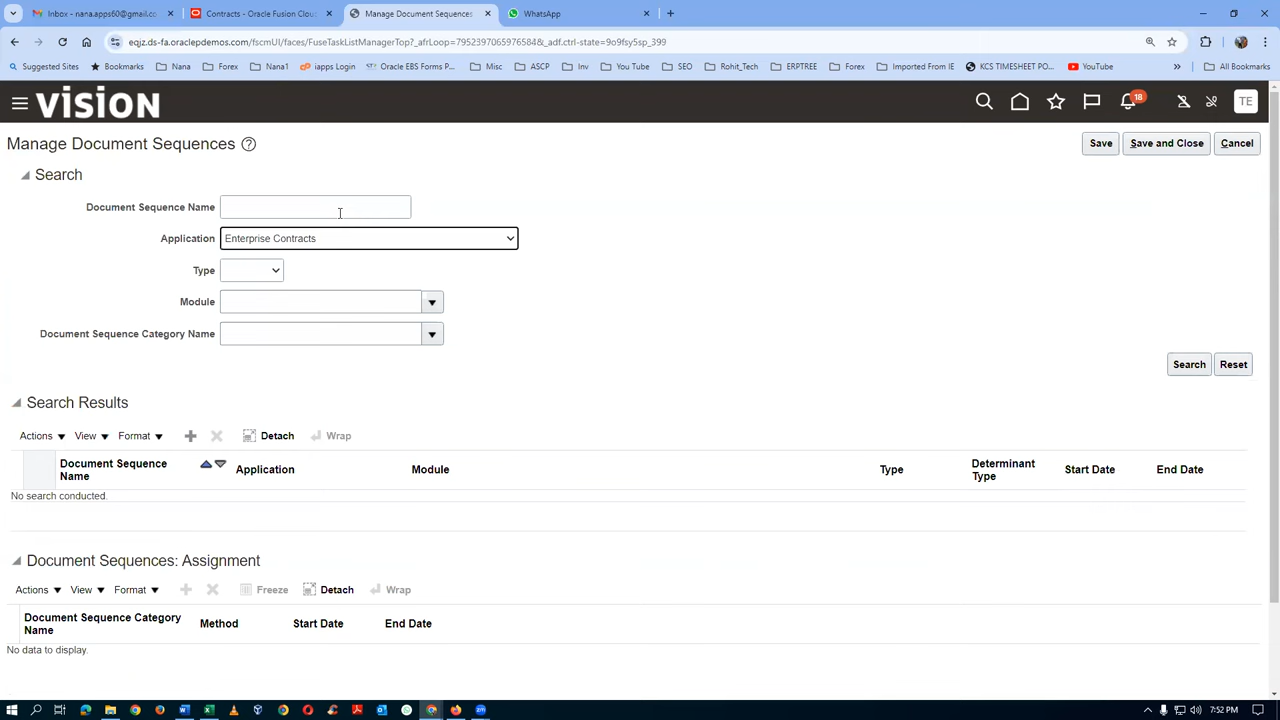 Inbox - nana.apps60@gmail.co
Contracts - Oracle Fusion Cloud
Manage Document Sequences
WhatsApp
eqjz.ds-fa.oraclepdemos.com/fscmUI/faces/FuseTaskListManagerTop?_afrLoop=79523970659765848&_adf.ctrl-state=9o9fsy5sp_399
Suggested Sites
Bookmarks
Nana
Forex
Nana1
iapps Login
Oracle EBS Forms P...
Misc
ASCP
Inv
You Tube
SEO
Rohit_Tech
ERPTREE
Forex
Imported From IE
KCS TIMESHEET PO...
YouTube
»
All Bookmarks
VISION
18
TE
Manage Document Sequences ?
Save
Save and Close
Cancel
Search
Document Sequence Name
Application Enterprise Contracts
Type
Module
Document Sequence Category Name
Search
Reset
Search Results
Actions
View
Format
Detach
Wrap
Document Sequence Name
Application
Module
Type
Determinant Type
Start Date
End Date
No search conducted.
Document Sequences: Assignment
Actions
View
Format
Freeze
Detach
Wrap
Document Sequence Category Name
Method
Start Date
End Date
No data to display.
7:52 PM